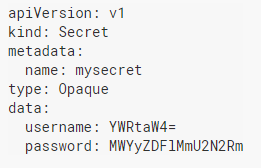 apiVersion: v1
kind: Secret
metadata:
  name: mysecret
type: Opaque
data:
  username: YWRtaW4=
  password: MWYyZDFlMmU2N2Rm